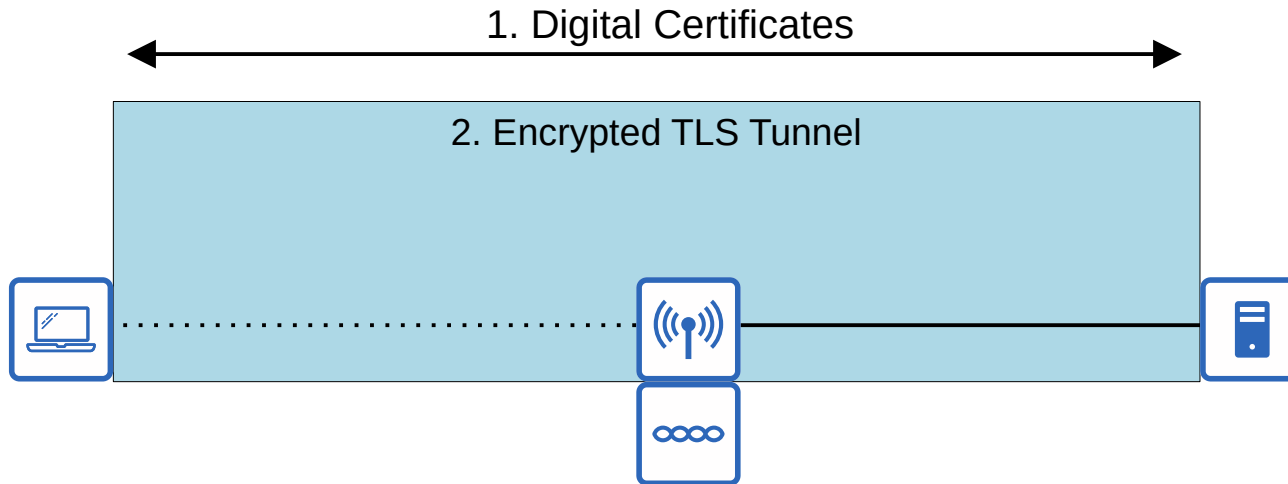 1. Digital Certificates
2. Encrypted TLS Tunnel